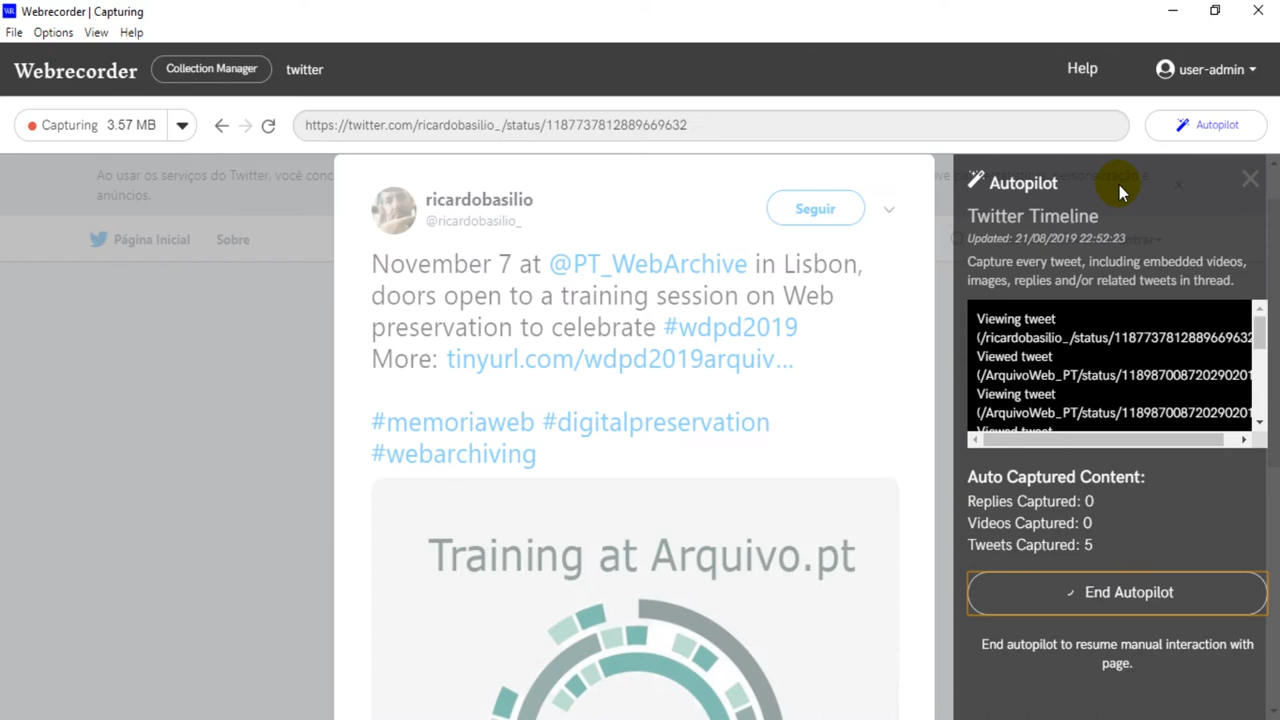 Webrecorder | Capturing
File Options View Help
Webrecorder Collection Manager twitter Help user-admin
Capturing 3.57 MB https://twitter.com/ricardobasilio_/status/1187737812889669632 Autopilot
Ao usar os serviços do Twitter, você conc
anúncios.
Página Inicial Sobre
ricardobasilio
@ricardobasilio_
Seguir
November 7 at @PT_WebArchive in Lisbon,
doors open to a training session on Web
preservation to celebrate #wdpd2019
More: tinyurl.com/wdpd2019arquiv...
#memoriaweb #digitalpreservation
#webarchiving
Training at Arquivo.pt
Autopilot
Twitter Timeline
Updated: 21/08/2019 22:52:23
Capture every tweet, including embedded videos,
images, replies and/or related tweets in thread.
Viewing tweet
(/ricardobasilio_/status/1187737812889669632
Viewed tweet
(/ArquivoWeb_PT/status/118987008720290201
Viewing tweet
(/ArquivoWeb_PT/status/118987008720290201
Viewed tweet
Auto Captured Content:
Replies Captured: 0
Videos Captured: 0
Tweets Captured: 5
End Autopilot
End autopilot to resume manual interaction with
page.